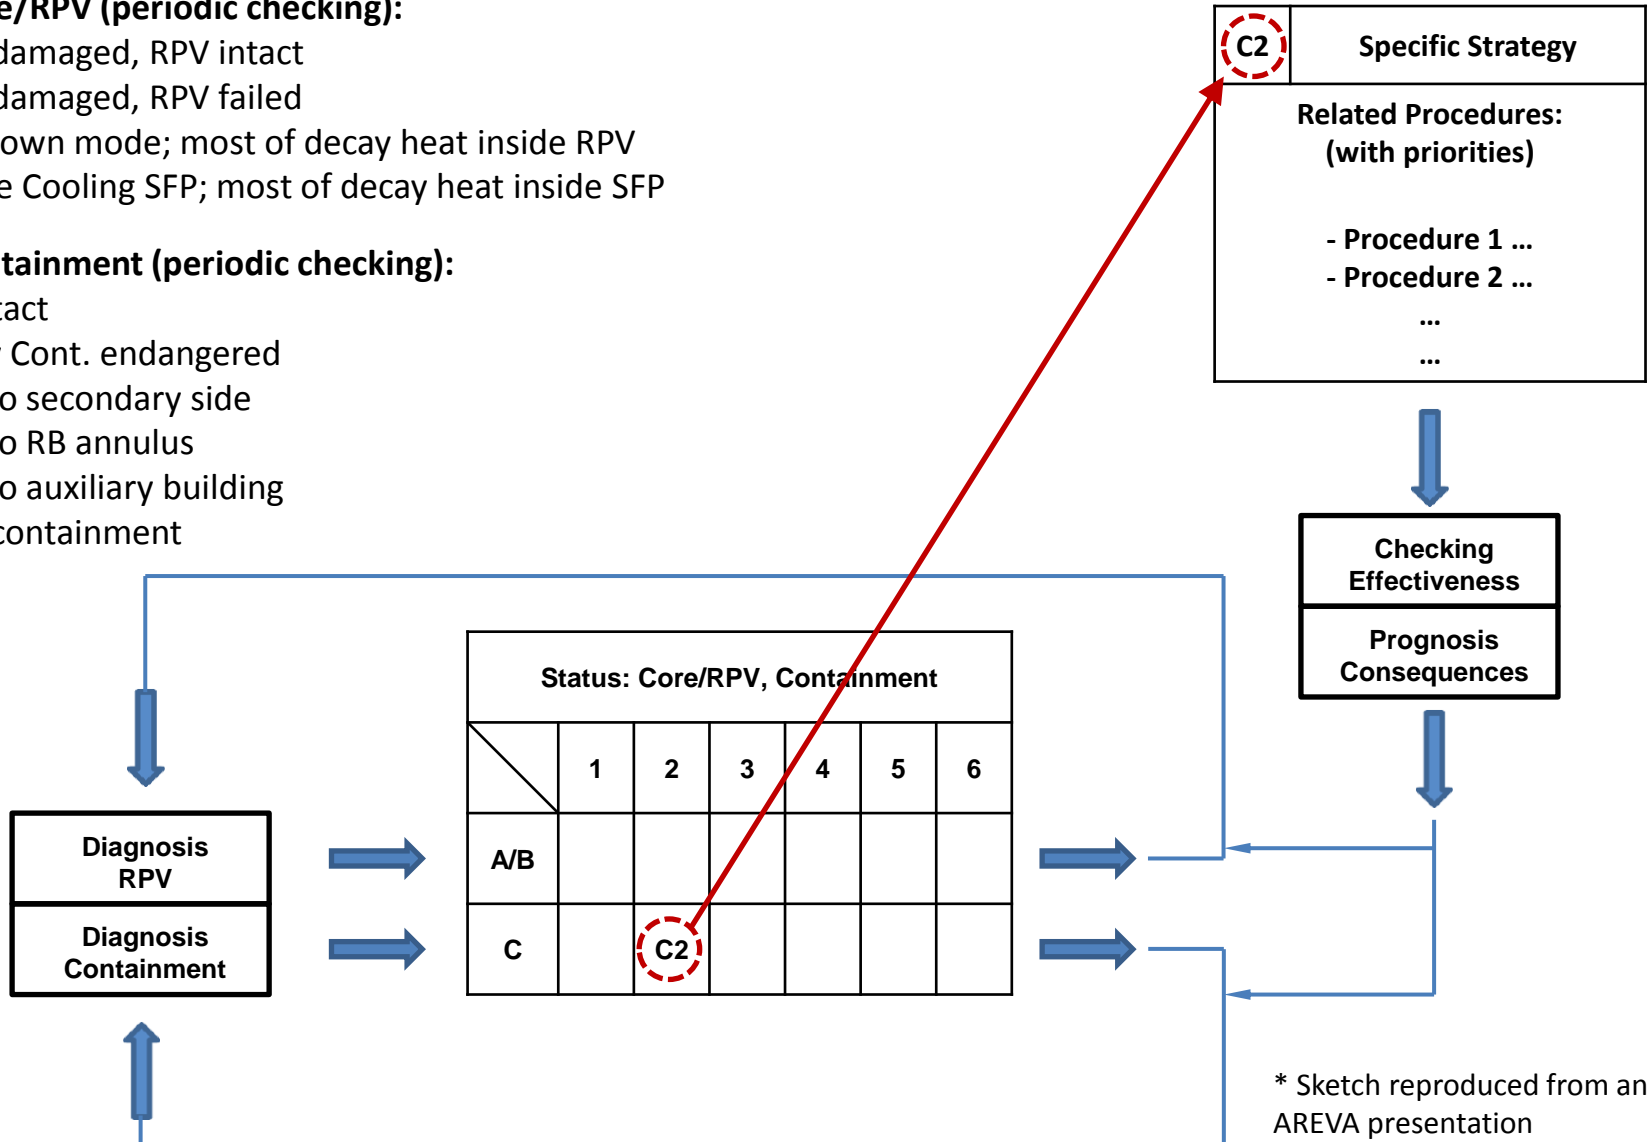 e/RPV (periodic checking):
damaged, RPV intact
damaged, RPV failed
own mode; most of decay heat inside RPV
e Cooling SFP; most of decay heat inside SFP
tainment (periodic checking):
tact
Cont. endangered
o secondary side
o RB annulus
o auxiliary building
containment
C2 Specific Strategy
Related Procedures:
(with priorities)
- Procedure 1 ...
- Procedure 2 ...
...
...
Checking
Effectiveness
Prognosis
Consequences
Status: Core/RPV, Containment
1 2 3 4 5 6
A/B
C C2
Diagnosis
RPV
Diagnosis
Containment
* Sketch reproduced from an
AREVA presentation